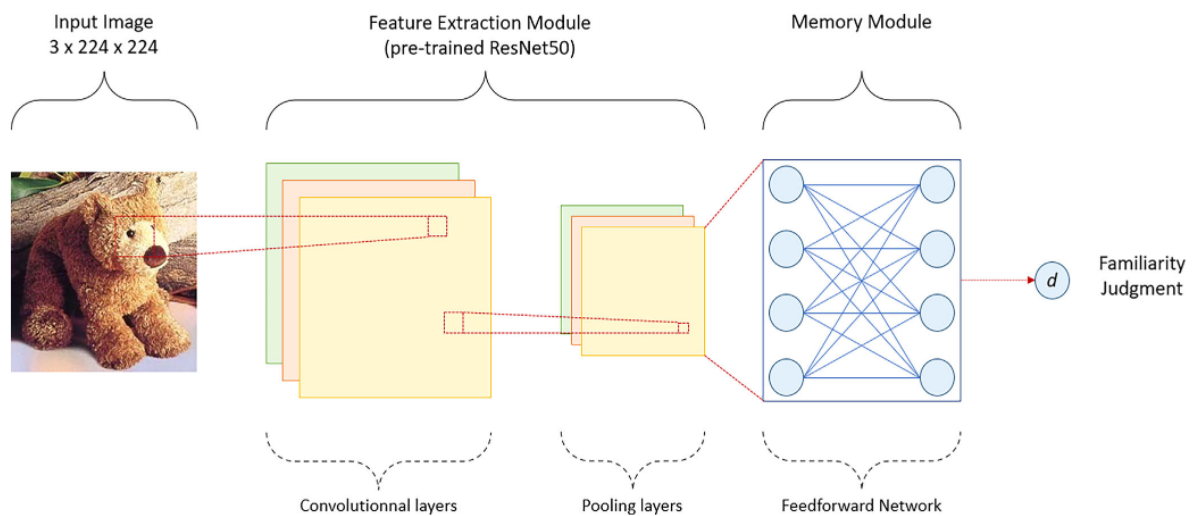 Input Image
3 x 224 x 224
Feature Extraction Module
(pre-trained ResNet50)
Memory Module
d
Familiarity
Judgment
Convolutionnal layers
Pooling layers
Feedforward Network